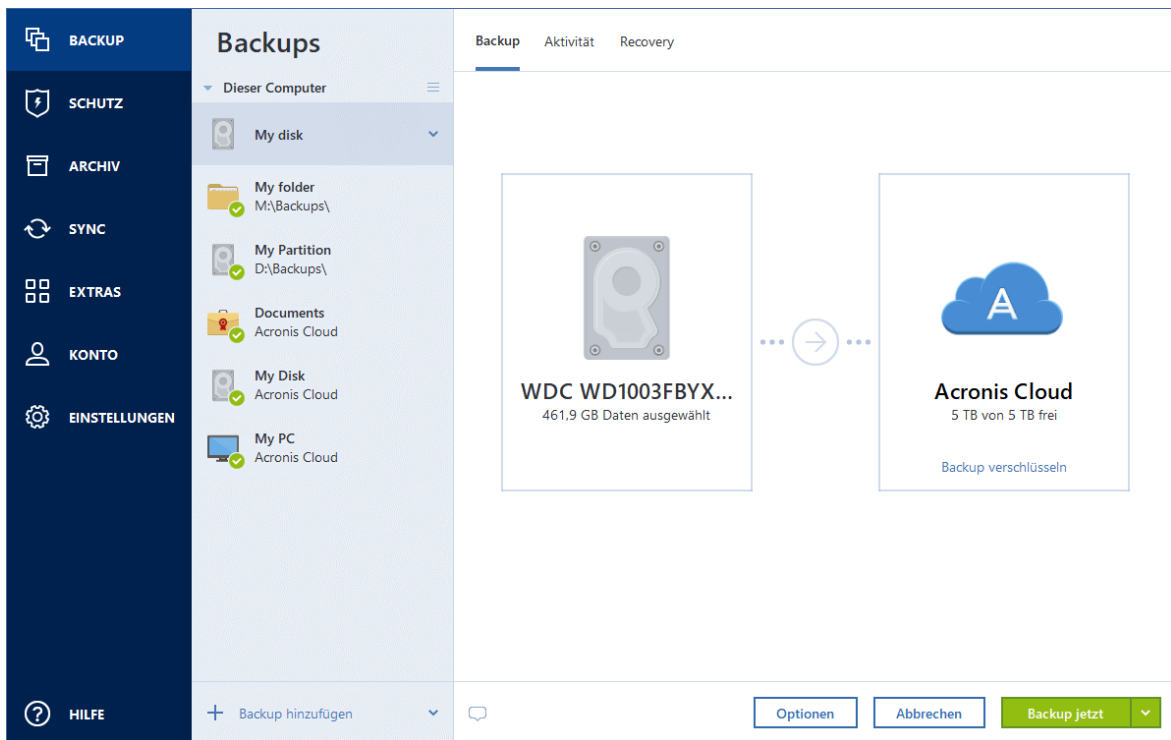 BACKUP
SCHUTZ
ARCHIV
SYNC
EXTRAS
KONTO
EINSTELLUNGEN
HILFE
Backups
Dieser Computer
My disk
My folder
M:\Backups\
My Partition
D:\Backups\
Documents
Acronis Cloud
My Disk
Acronis Cloud
My PC
Acronis Cloud
Backup hinzufügen
Backup Aktivität Recovery
WDC WD1003FBYX...
461,9 GB Daten ausgewählt
Acronis Cloud
5 TB von 5 TB frei
Backup verschlüsseln
Optionen Abbrechen Backup jetzt